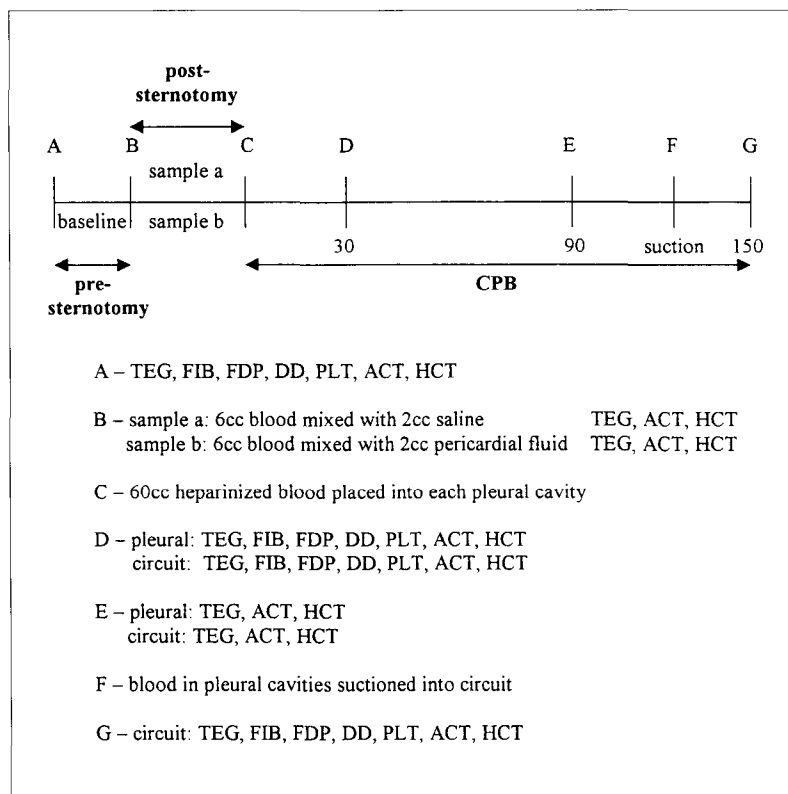 post-
sternotomy
A B C D E F G
sample a
baseline sample b
30 90 suction 150
pre-
sternotomy
CPB
A – TEG, FIB, FDP, DD, PLT, ACT, HCT
B – sample a: 6cc blood mixed with 2cc saline TEG, ACT, HCT
sample b: 6cc blood mixed with 2cc pericardial fluid TEG, ACT, HCT
C – 60cc heparinized blood placed into each pleural cavity
D – pleural: TEG, FIB, FDP, DD, PLT, ACT, HCT
circuit: TEG, FIB, FDP, DD, PLT, ACT, HCT
E – pleural: TEG, ACT, HCT
circuit: TEG, ACT, HCT
F – blood in pleural cavities suctioned into circuit
G – circuit: TEG, FIB, FDP, DD, PLT, ACT, HCT